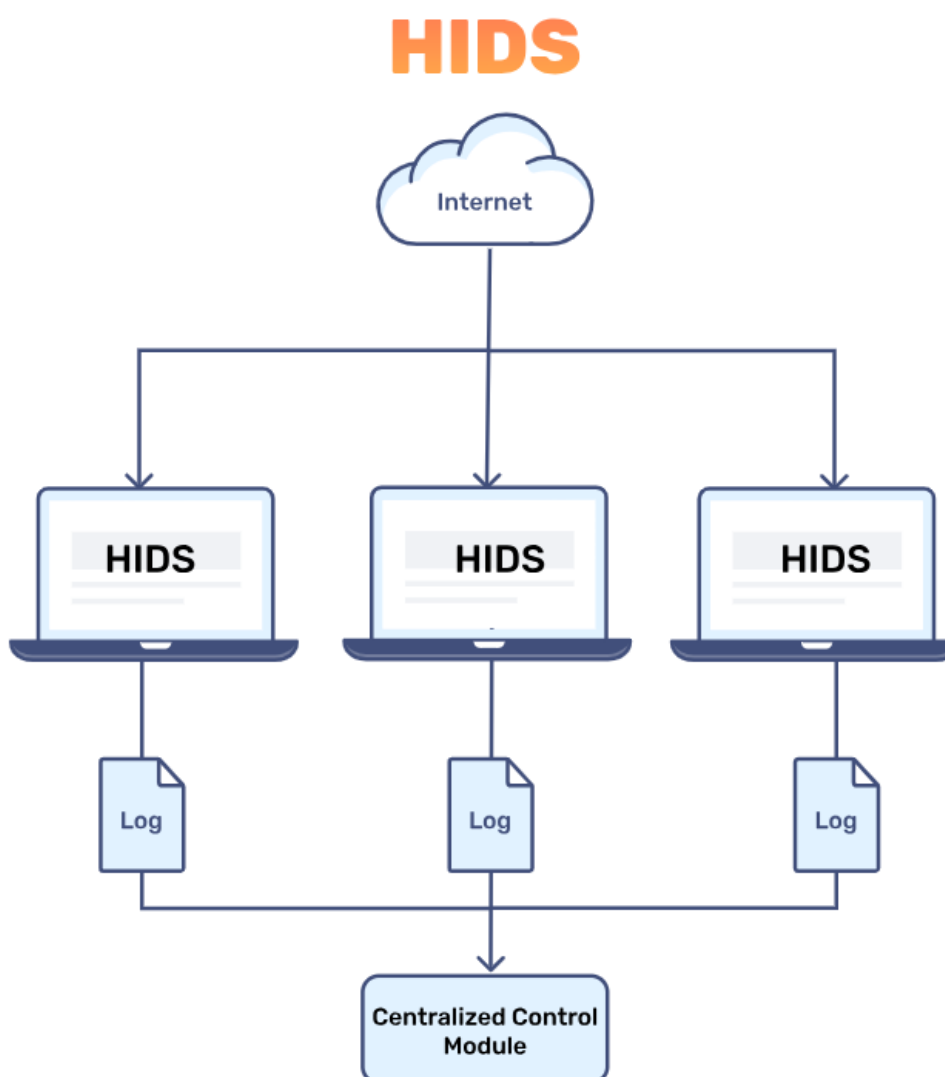 HIDS
Internet
HIDS
HIDS
HIDS
Log
Log
Log
Centralized Control
Module